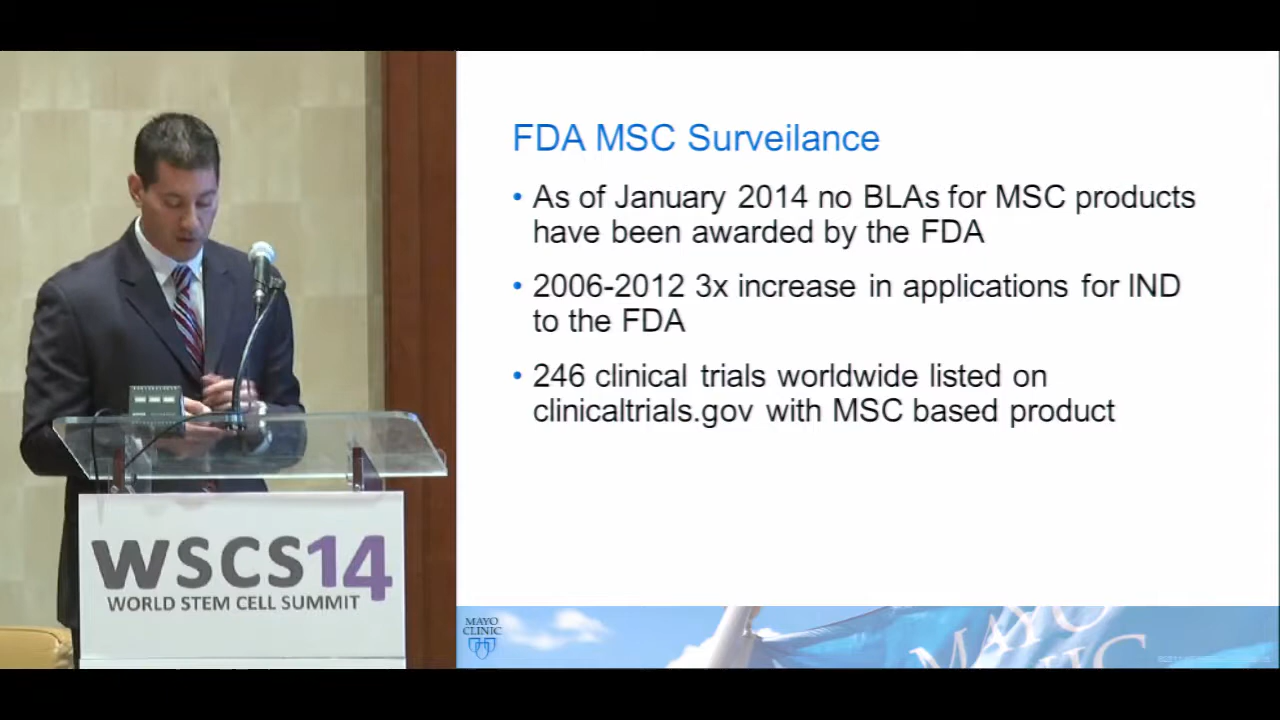 FDA MSC Surveilance
• As of January 2014 no BLAs for MSC products
have been awarded by the FDA
• 2006-2012 3x increase in applications for IND
to the FDA
• 246 clinical trials worldwide listed on
clinicaltrials.gov with MSC based product
WSCS14
WORLD STEM CELL SUMMIT
MAYO
CLINIC
MAYO